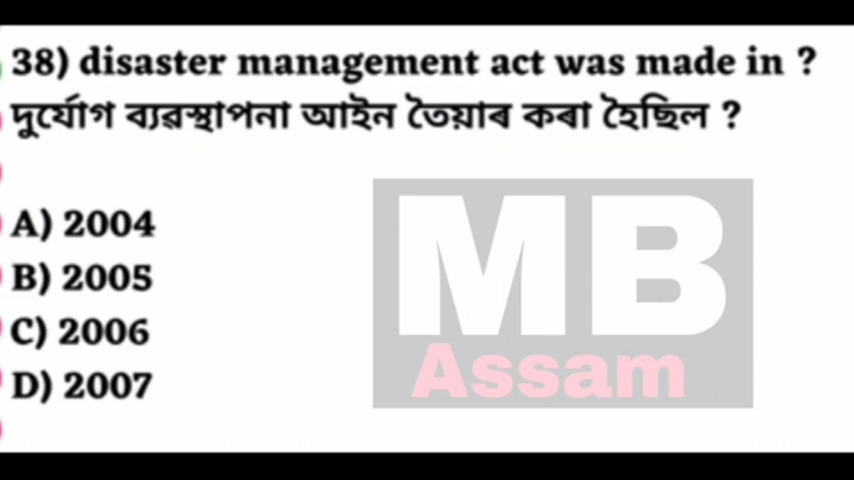 38) disaster management act was made in ?
দুৰ্যোগ ব্যৱস্থাপনা আইন তৈয়াৰ কৰা হৈছিল ?
A) 2004
B) 2005
C) 2006
D) 2007
MB
Assam